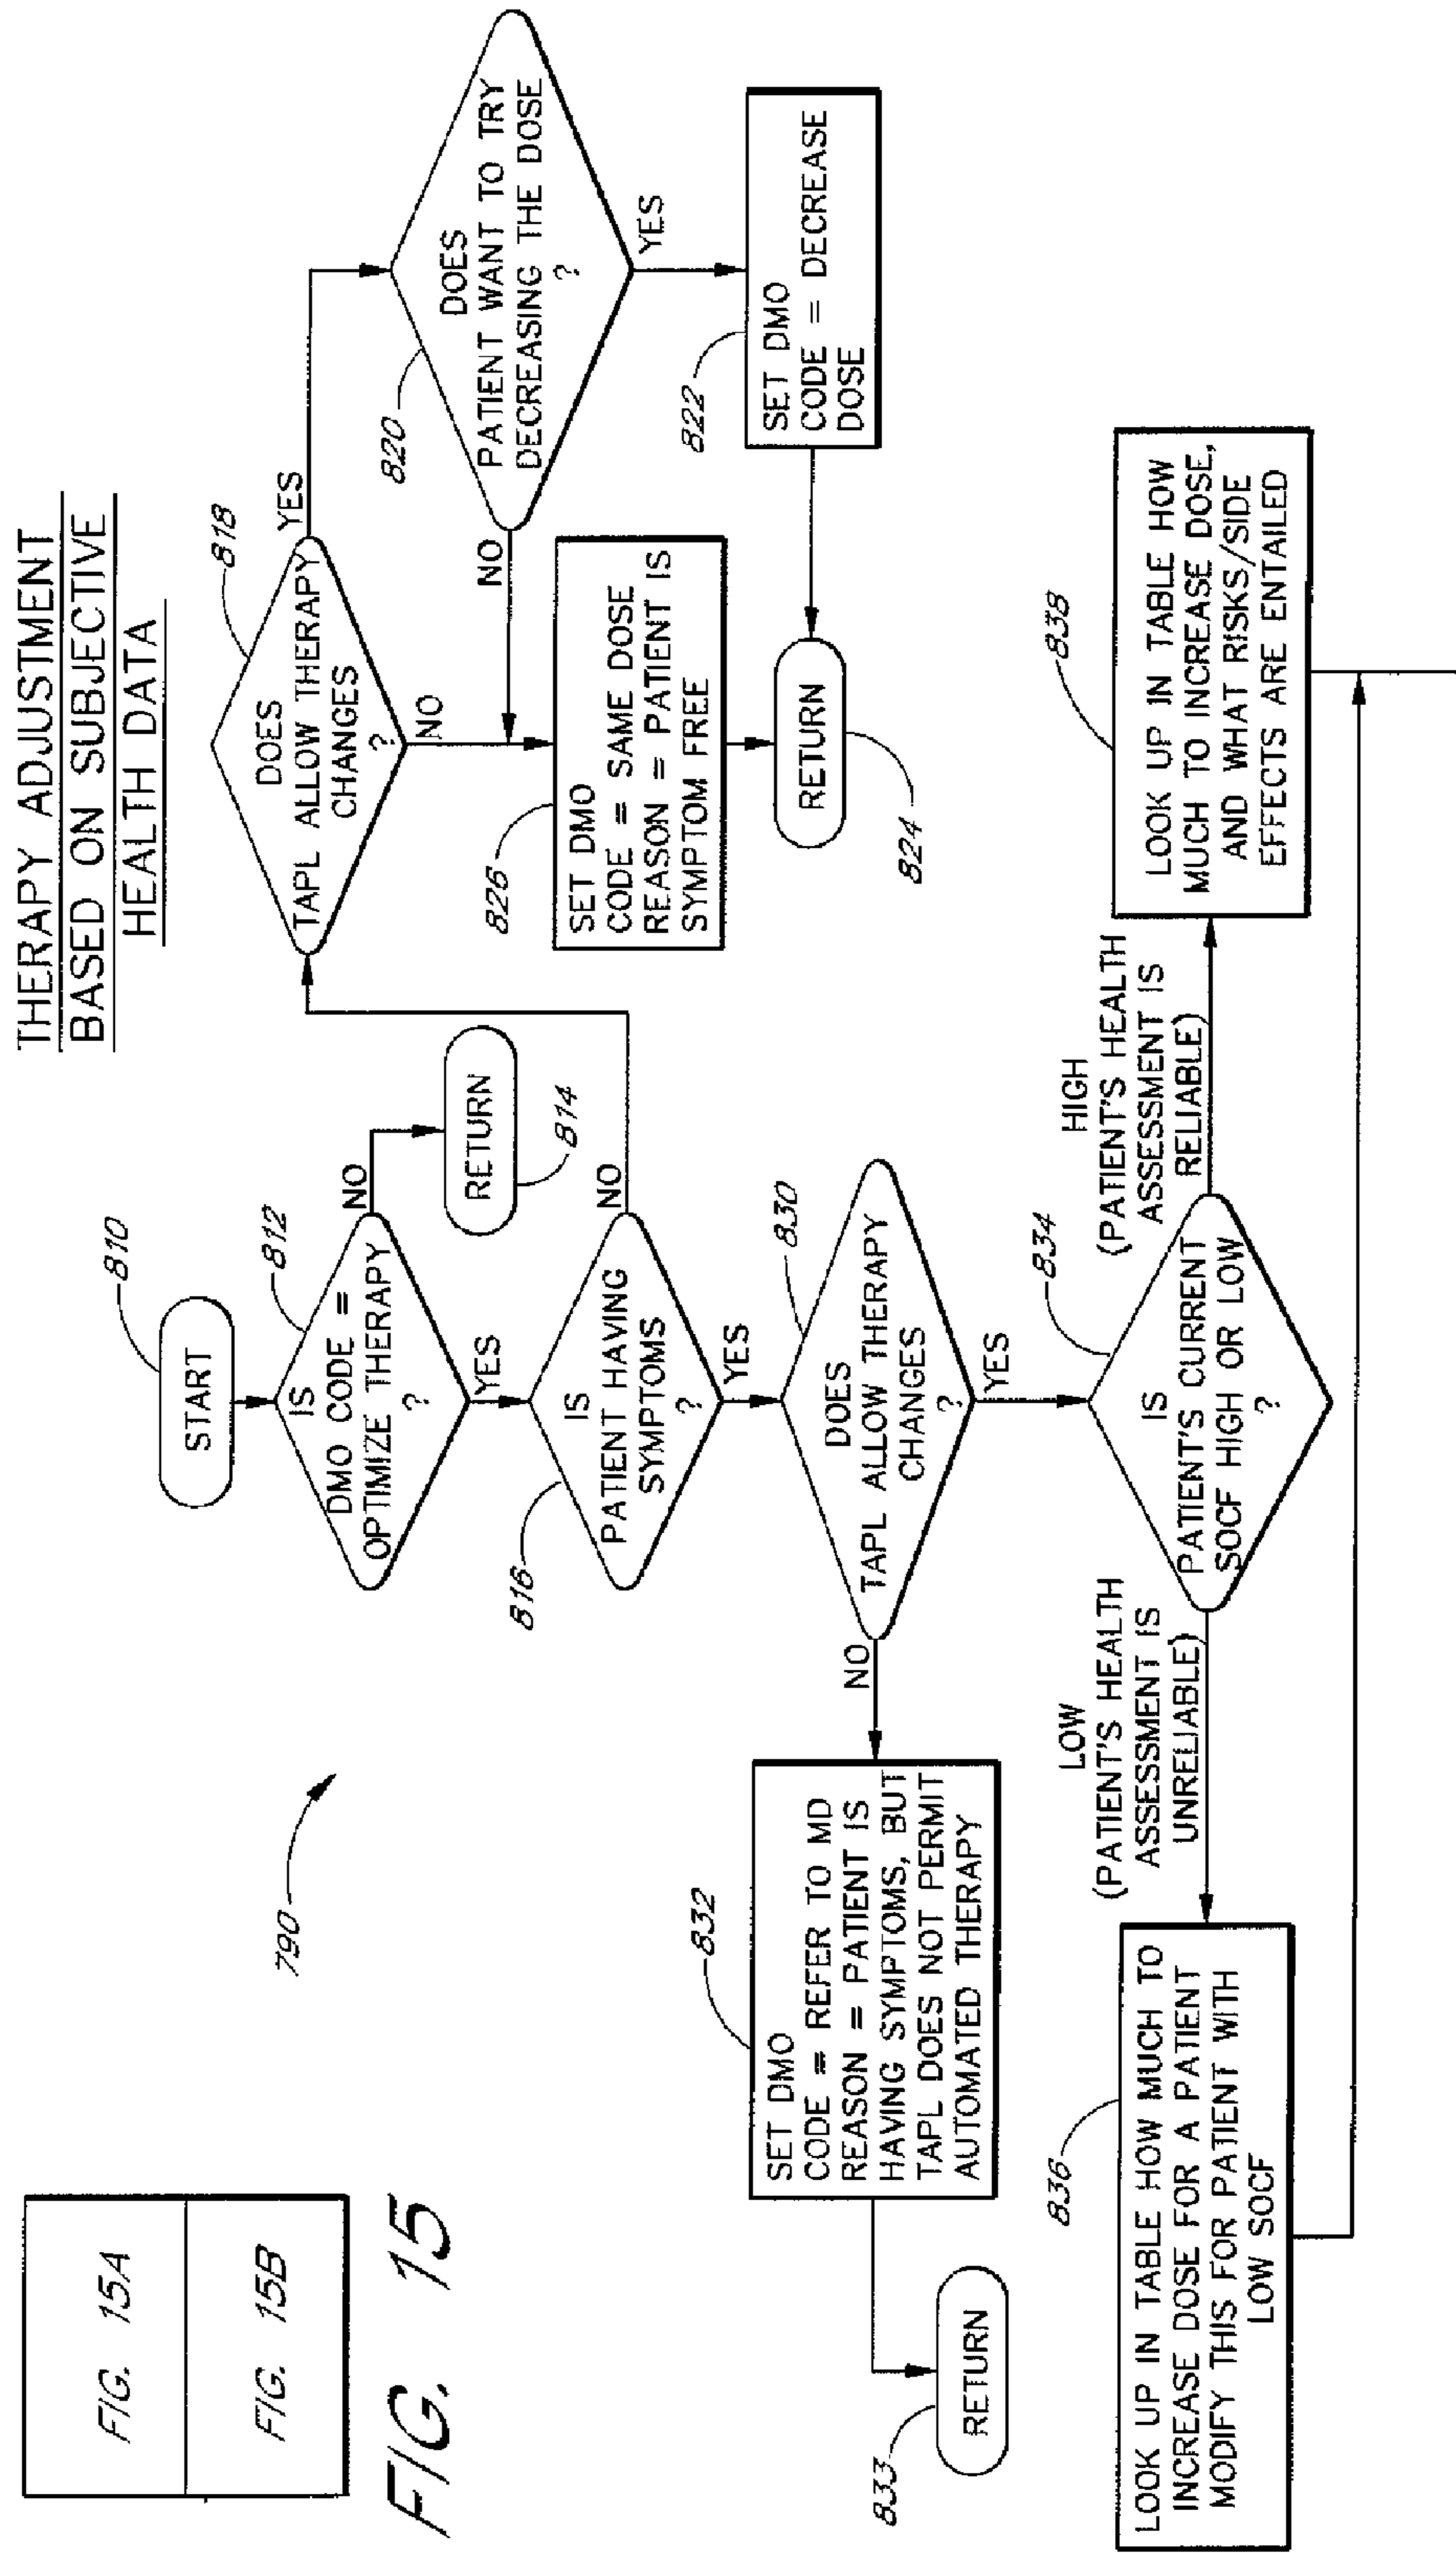 THERAPY ADJUSTMENT
BASED ON SUBJECTIVE
HEALTH DATA
FIG. 15A
FIG. 15B
FIG. 15
790
810
START
812
IS
DMO CODE =
OPTIMIZE THERAPY
?
NO
RETURN
814
YES
816
IS
PATIENT HAVING
SYMPTOMS
?
NO
YES
818
DOES
TAPL ALLOW THERAPY
CHANGES
?
YES
NO
820
DOES
PATIENT WANT TO TRY
DECREASING THE DOSE
?
NO
YES
822
SET DMO
CODE = DECREASE
DOSE
826
SET DMO
CODE = SAME DOSE
REASON = PATIENT IS
SYMPTOM FREE
RETURN
824
830
DOES
TAPL ALLOW THERAPY
CHANGES
?
NO
YES
832
SET DMO
CODE = REFER TO MD
REASON = PATIENT IS
HAVING SYMPTOMS, BUT
TAPL DOES NOT PERMIT
AUTOMATED THERAPY
833
RETURN
834
IS
PATIENT'S CURRENT
SOCF HIGH OR LOW
?
LOW
(PATIENT'S HEALTH
ASSESSMENT IS
UNRELIABLE)
HIGH
(PATIENT'S HEALTH
ASSESSMENT IS
RELIABLE)
836
LOOK UP IN TABLE HOW MUCH TO
INCREASE DOSE FOR A PATIENT
MODIFY THIS FOR PATIENT WITH
LOW SOCF
838
LOOK UP IN TABLE HOW
MUCH TO INCREASE DOSE,
AND WHAT RISKS/SIDE
EFFECTS ARE ENTAILED